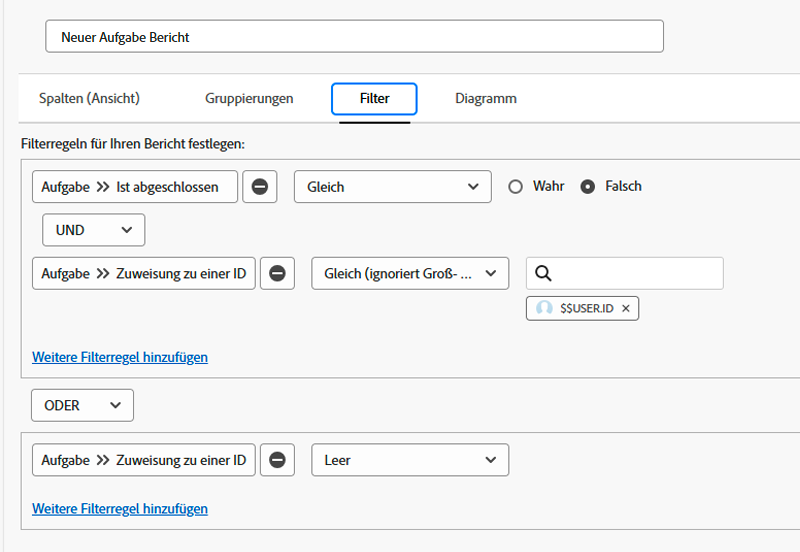 Neuer Aufgabe Bericht
Spalten (Ansicht) Gruppierungen Filter Diagramm
Filterregeln für Ihren Bericht festlegen:
Aufgabe >> Ist abgeschlossen Gleich Wahr Falsch
UND
Aufgabe >> Zuweisung zu einer ID Gleich (ignoriert Groß- ...
$$USER.ID ×
Weitere Filterregel hinzufügen
ODER
Aufgabe >> Zuweisung zu einer ID Leer
Weitere Filterregel hinzufügen